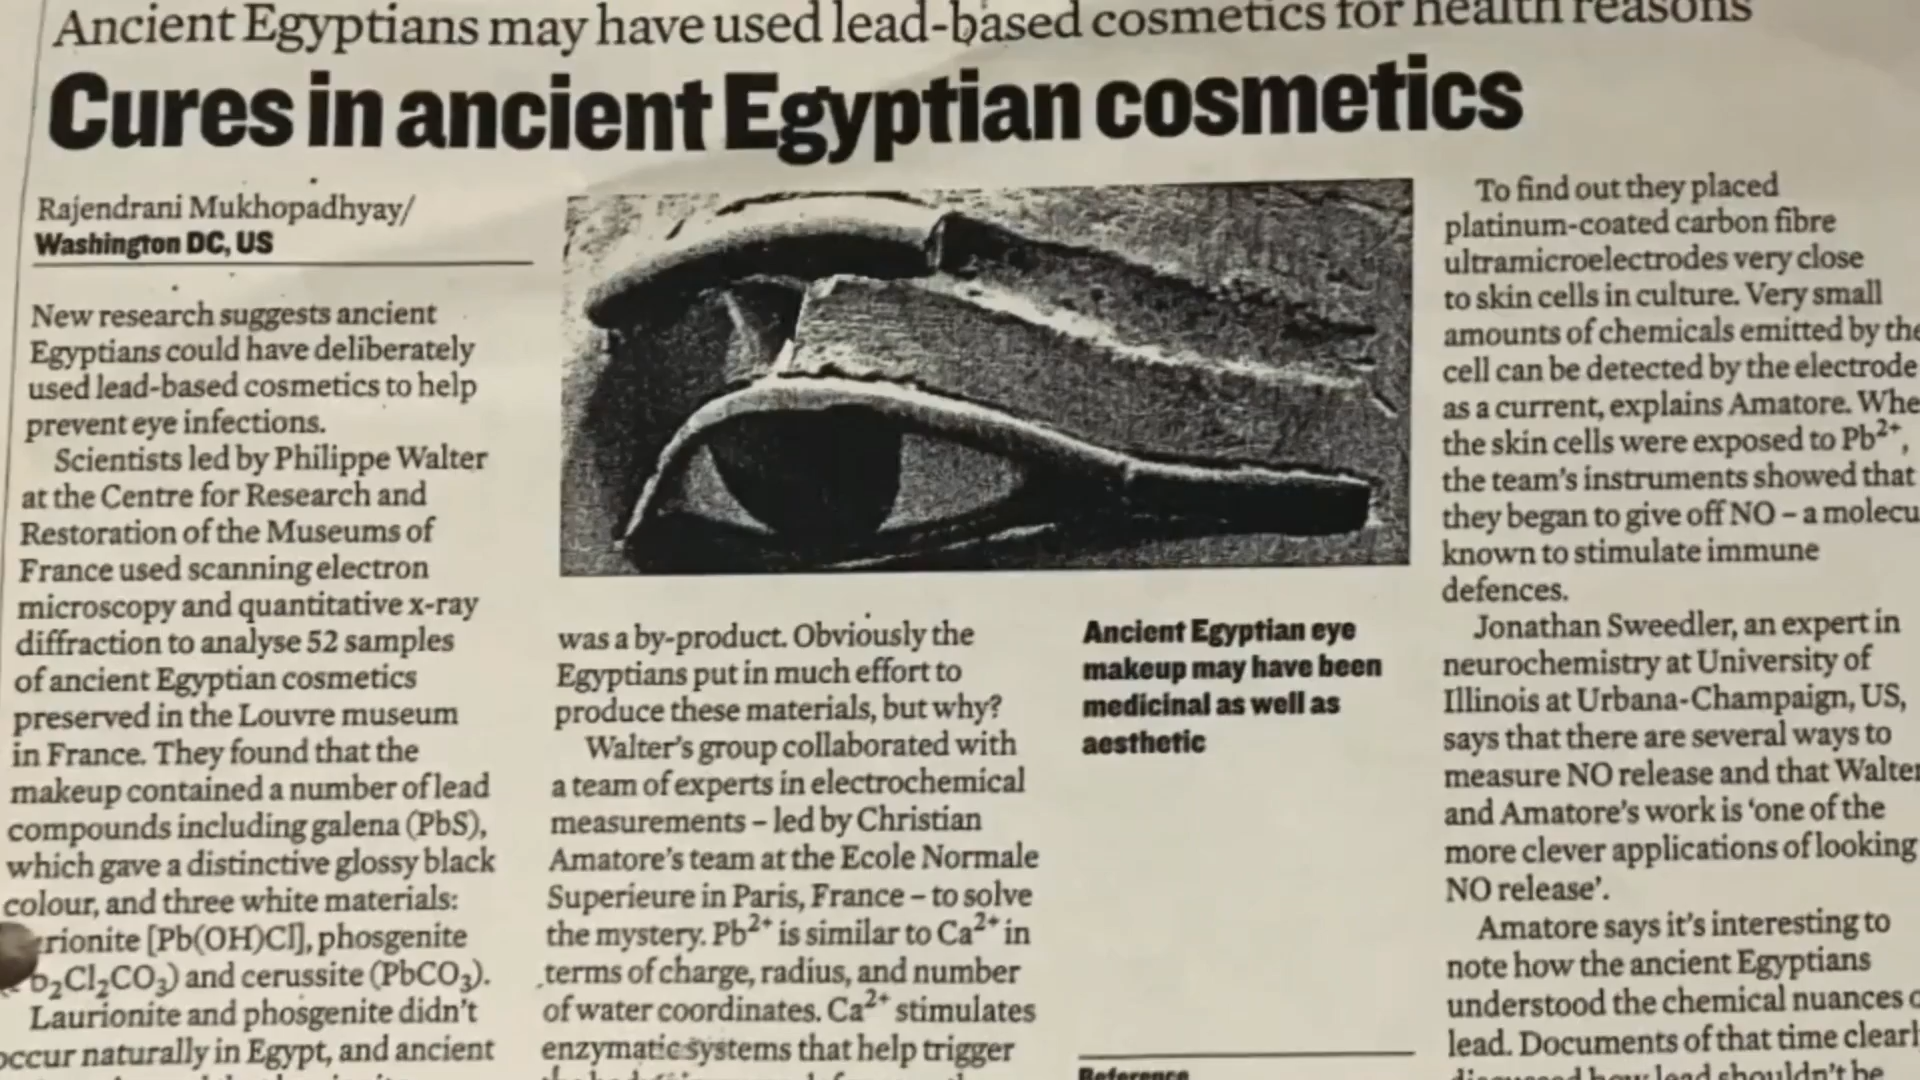 Ancient Egyptians may have used lead-based cosmetics for health reasons
Cures in ancient Egyptian cosmetics
Rajendrani Mukhopadhyay/
Washington DC, US
New research suggests ancient
Egyptians could have deliberately
used lead-based cosmetics to help
prevent eye infections.
Scientists led by Philippe Walter
at the Centre for Research and
Restoration of the Museums of
France used scanning electron
microscopy and quantitative x-ray
diffraction to analyse 52 samples
of ancient Egyptian cosmetics
preserved in the Louvre museum
in France. They found that the
makeup contained a number of lead
compounds including galena (PbS),
which gave a distinctive glossy black
colour, and three white materials:
rionite [Pb(OH)Cl], phosgenite
b₂Cl₂CO₃) and cerussite (PbCO₃).
Laurionite and phosgenite didn't
occur naturally in Egypt, and ancient
was a by-product. Obviously the
Egyptians put in much effort to
produce these materials, but why?
Walter's group collaborated with
a team of experts in electrochemical
measurements – led by Christian
Amatore's team at the Ecole Normale
Superieure in Paris, France – to solve
the mystery. Pb²⁺ is similar to Ca²⁺ in
terms of charge, radius, and number
of water coordinates. Ca²⁺ stimulates
enzymatic systems that help trigger
Ancient Egyptian eye
makeup may have been
medicinal as well as
aesthetic
Reference
To find out they placed
platinum-coated carbon fibre
ultramicroelectrodes very close
to skin cells in culture. Very small
amounts of chemicals emitted by the
cell can be detected by the electrode
as a current, explains Amatore. Whe
the skin cells were exposed to Pb²⁺,
the team's instruments showed that
they began to give off NO – a molecu
known to stimulate immune
defences.
Jonathan Sweedler, an expert in
neurochemistry at University of
Illinois at Urbana-Champaign, US,
says that there are several ways to
measure NO release and that Walter
and Amatore's work is 'one of the
more clever applications of looking
NO release'.
Amatore says it's interesting to
note how the ancient Egyptians
understood the chemical nuances o
lead. Documents of that time clearl
discussed how lead shouldn't be